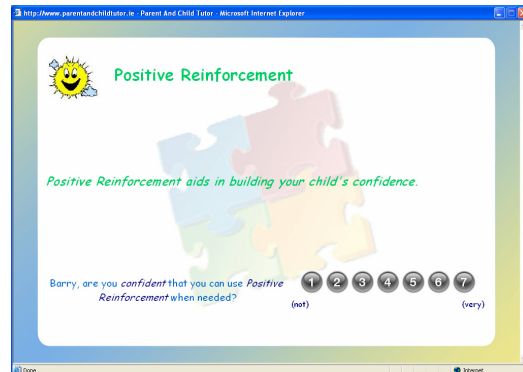 http://www.parentandchildtutor.ie - Parent And Child Tutor - Microsoft Internet Explorer
Positive Reinforcement
Positive Reinforcement aids in building your child's confidence.
Barry, are you confident that you can use Positive
Reinforcement when needed?
1 2 3 4 5 6 7
(not) (very)
Done Internet